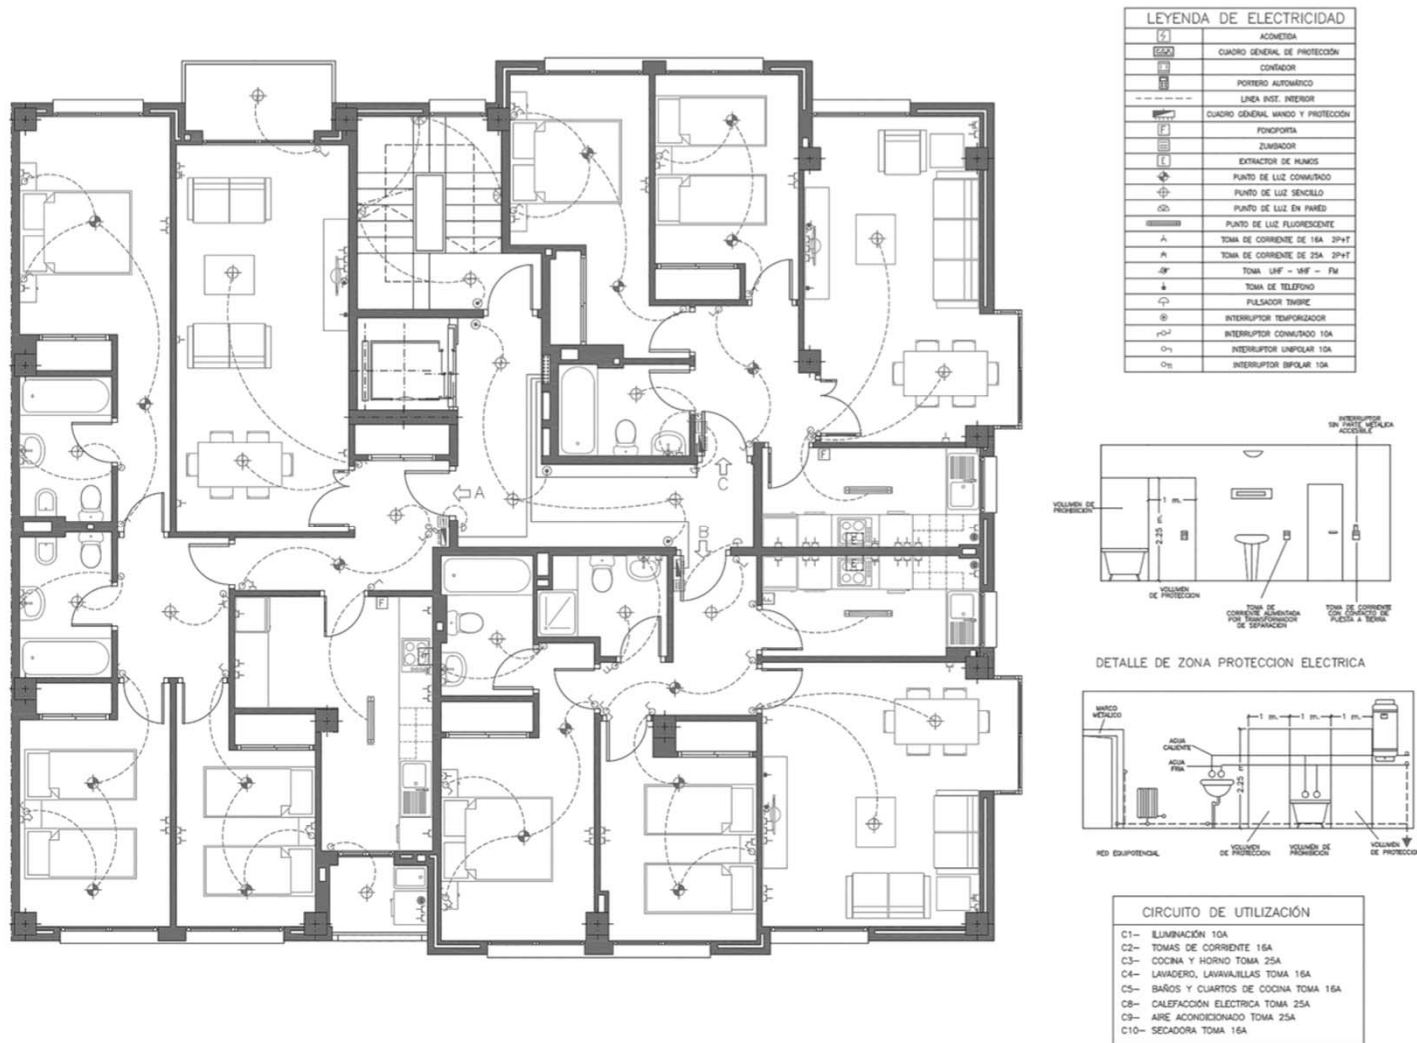 LEYENDA DE ELECTRICIDAD
ACOMETIDA
CUADRO GENERAL DE PROTECCIÓN
CONTADOR
PORTERO AUTOMÁTICO
LINEA INST. INTERIOR
CUADRO GENERAL MANDO Y PROTECCIÓN
F FONOPORTA
ZUMBADOR
E EXTRACTOR DE HUMOS
PUNTO DE LUZ CONMUTADO
PUNTO DE LUZ SENCILLO
PUNTO DE LUZ EN PARED
PUNTO DE LUZ FLUORESCENTE
TOMA DE CORRIENTE DE 16A 2P+T
TOMA DE CORRIENTE DE 25A 2P+T
TOMA UHF - VHF - FM
TOMA DE TELEFONO
PULSADOR TIMBRE
INTERRUPTOR TEMPORIZADOR
INTERRUPTOR CONMUTADO 10A
INTERRUPTOR UNIPOLAR 10A
INTERRUPTOR BIPOLAR 10A
A
C
B
F
F
F
E
E
E
INTERRUPTOR
SIN PARTE METALICA
ACCESIBLE
VOLUMEN DE
PROHIBICION
1 m.
2.25 m.
VOLUMEN
DE PROTECCION
TOMA DE
CORRIENTE ALIMENTADA
POR TRANSFORMADOR
DE SEPARACION
TOMA DE CORRIENTE
CON CONTACTO DE
PUESTA A TIERRA
DETALLE DE ZONA PROTECCION ELECTRICA
MARCO
METALICO
AGUA
CALIENTE
AGUA
FRIA
1 m. 1 m. 1 m.
2.25 m.
RED EQUIPOTENCIAL
VOLUMEN
DE PROTECCION
VOLUMEN DE
PROHIBICION
VOLUMEN
DE PROTECCION
CIRCUITO DE UTILIZACIÓN
C1- ILUMINACIÓN 10A
C2- TOMAS DE CORRIENTE 16A
C3- COCINA Y HORNO TOMA 25A
C4- LAVADERO, LAVAVAJILLAS TOMA 16A
C5- BAÑOS Y CUARTOS DE COCINA TOMA 16A
C8- CALEFACCIÓN ELECTRICA TOMA 25A
C9- AIRE ACONDICIONADO TOMA 25A
C10- SECADORA TOMA 16A